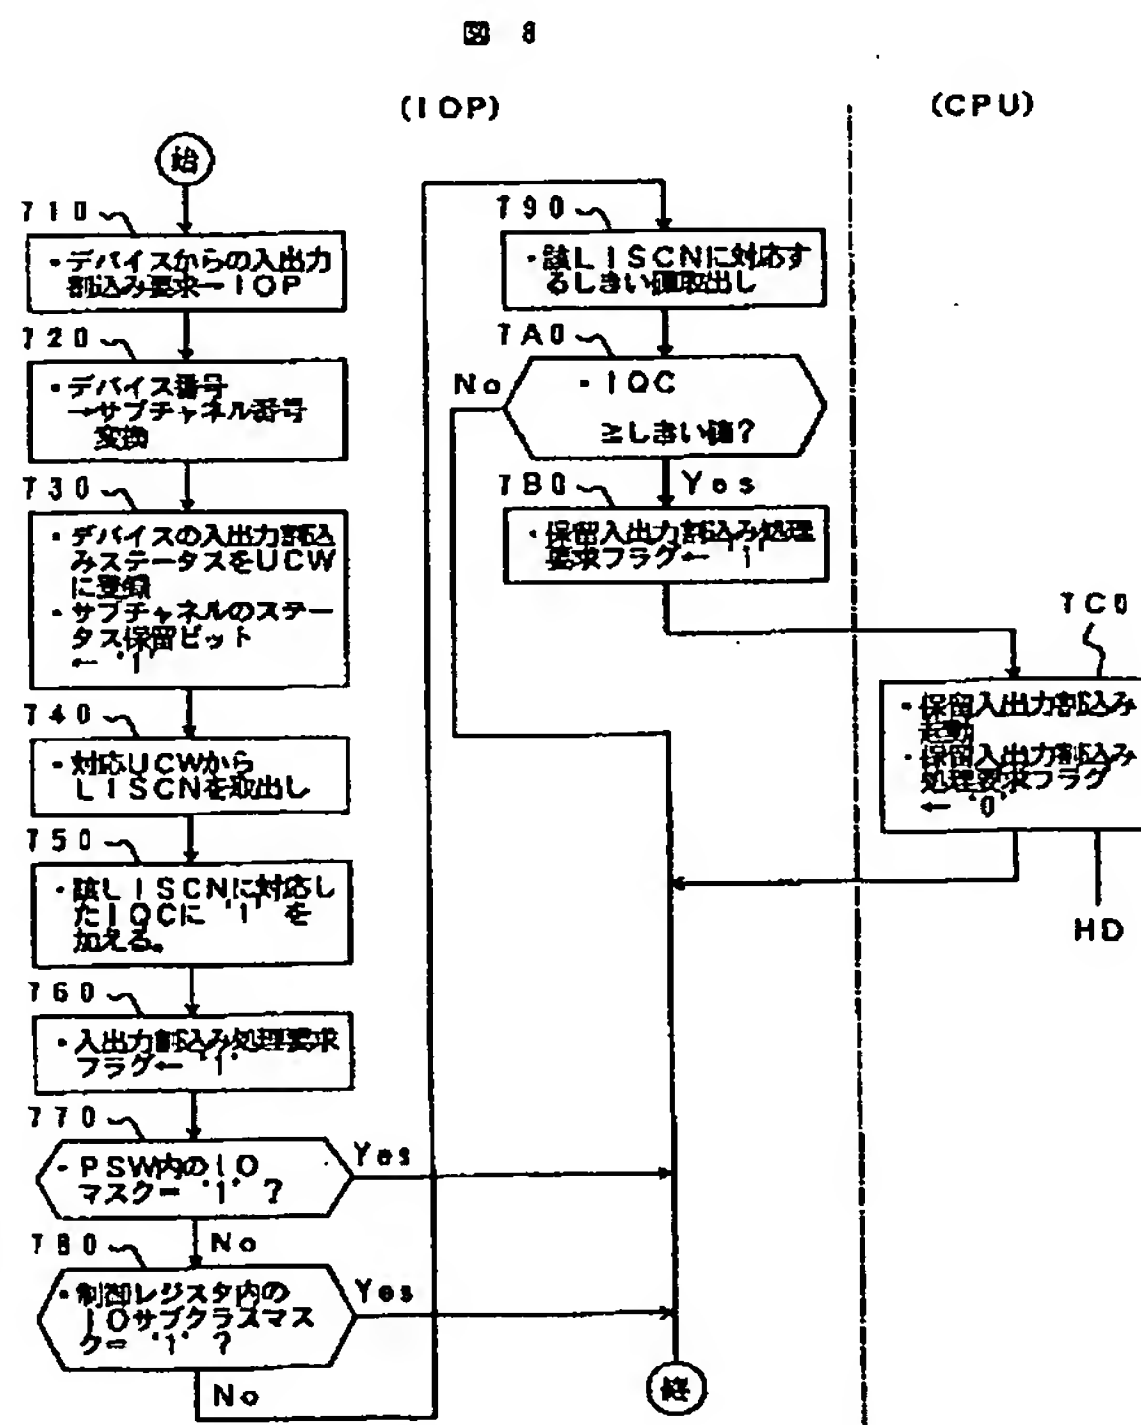 図 8
(IOP)
(CPU)
始
710
・デバイスからの入出力
割込み要求→IOP
720
・デバイス番号
→サブチャネル番号
変換
730
・デバイスの入出力割込
みステータスをUCW
に登録
・サブチャネルのステー
タス保留ビット
← '1'
740
・対応UCWから
LISCNを取出し
750
・該LISCNに対応し
たIQCに '1' を
加える。
760
・入出力割込み処理要求
フラグ← '1'
770
・PSW内のIO
マスク= '1' ?
Yes
No
780
・制御レジスタ内の
IOサブクラスマス
ク= '1' ?
Yes
No
790
・該LISCNに対応す
るしきい値取出し
7A0
・IQC
≧しきい値?
No
Yes
7B0
・保留入出力割込み処理
要求フラグ← '1'
7C0
・保留入出力割込み
起動
・保留入出力割込み
処理要求フラグ
← '0'
HD
終